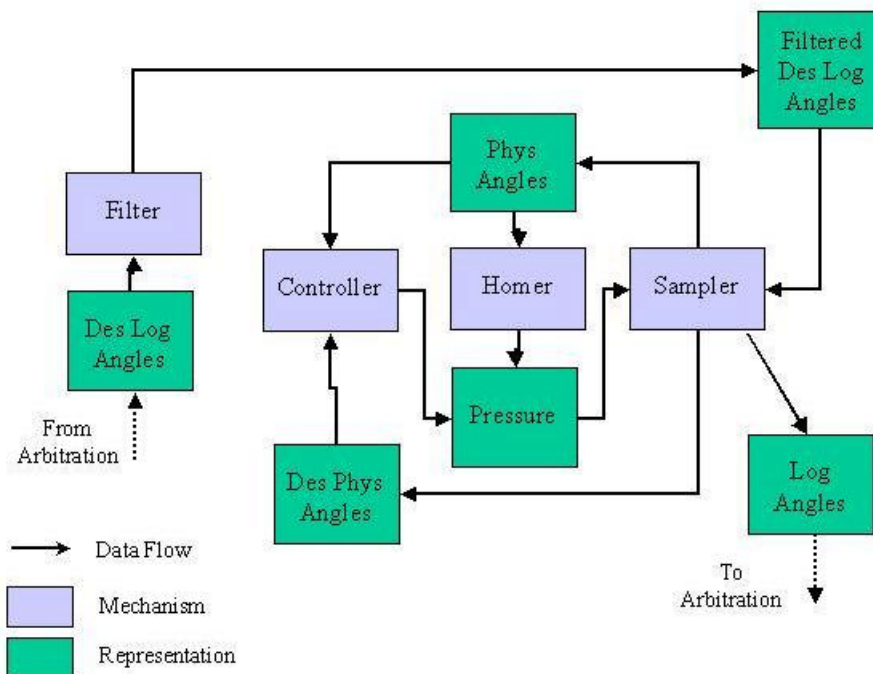 Filtered
Des Log
Angles
Phys
Angles
Filter
Controller
Homer
Sampler
Des Log
Angles
Pressure
From
Arbitration
Des Phys
Angles
Log
Angles
Data Flow
To
Arbitration
Mechanism
Representation